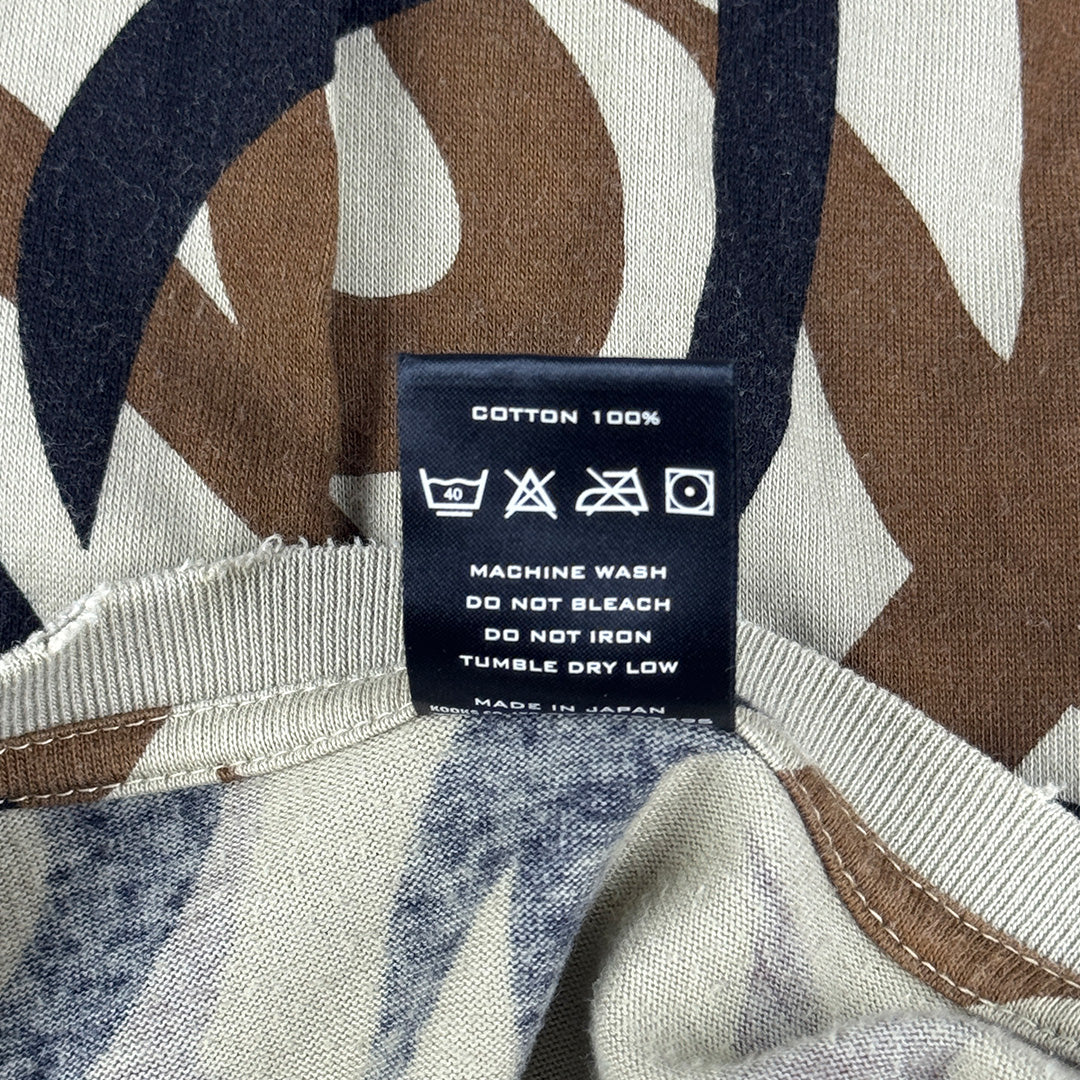 COTTON 100%
40
MACHINE WASH
DO NOT BLEACH
DO NOT IRON
TUMBLE DRY LOW
MADE IN JAPAN